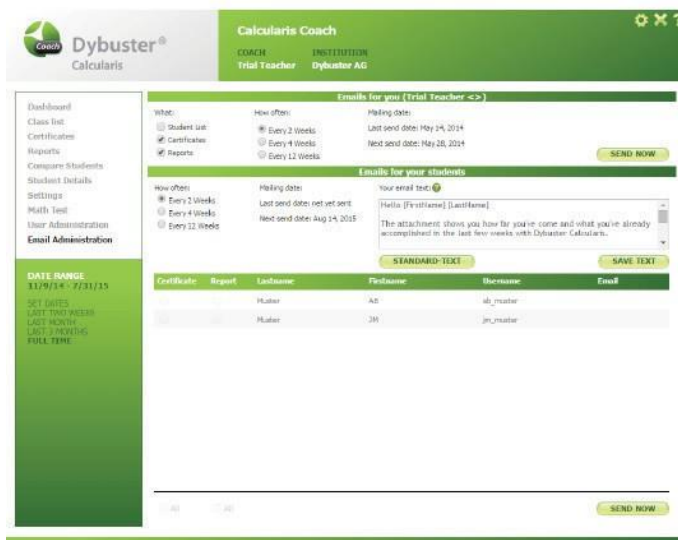 Coach
Dybuster®
Calcularis
Calcularis Coach
COACH INSTITUTION
Trial Teacher Dybuster AG
Dashboard
Class list
Certificates
Reports
Compare Students
Student Details
Settings
Math Test
User Administration
Email Administration
DATE RANGE
11/9/14 - 7/31/15
SET DATES
LAST TWO WEEKS
LAST MONTH
LAST 3 MONTHS
FULL TIME
Emails for you (Trial Teacher <>)
What: How often: Mailing date:
Student List Every 2 Weeks Last send date: May 14, 2014
Certificates Every 4 Weeks Next send date: May 28, 2014
Reports Every 12 Weeks SEND NOW
Emails for your students
How often: Mailing date: Your email text: ?
Every 2 Weeks Last send date: not yet sent Hello [FirstName] [LastName]
Every 4 Weeks Next send date: Aug 14, 2015
Every 12 Weeks The attachment shows you how far you've come and what you've already
accomplished in the last few weeks with Dybuster Calcularis.
STANDARD-TEXT SAVE TEXT
Certificate Report Lastname Firstname Username Email
Muster AB ab_muster
Muster JM jm_muster
All All SEND NOW